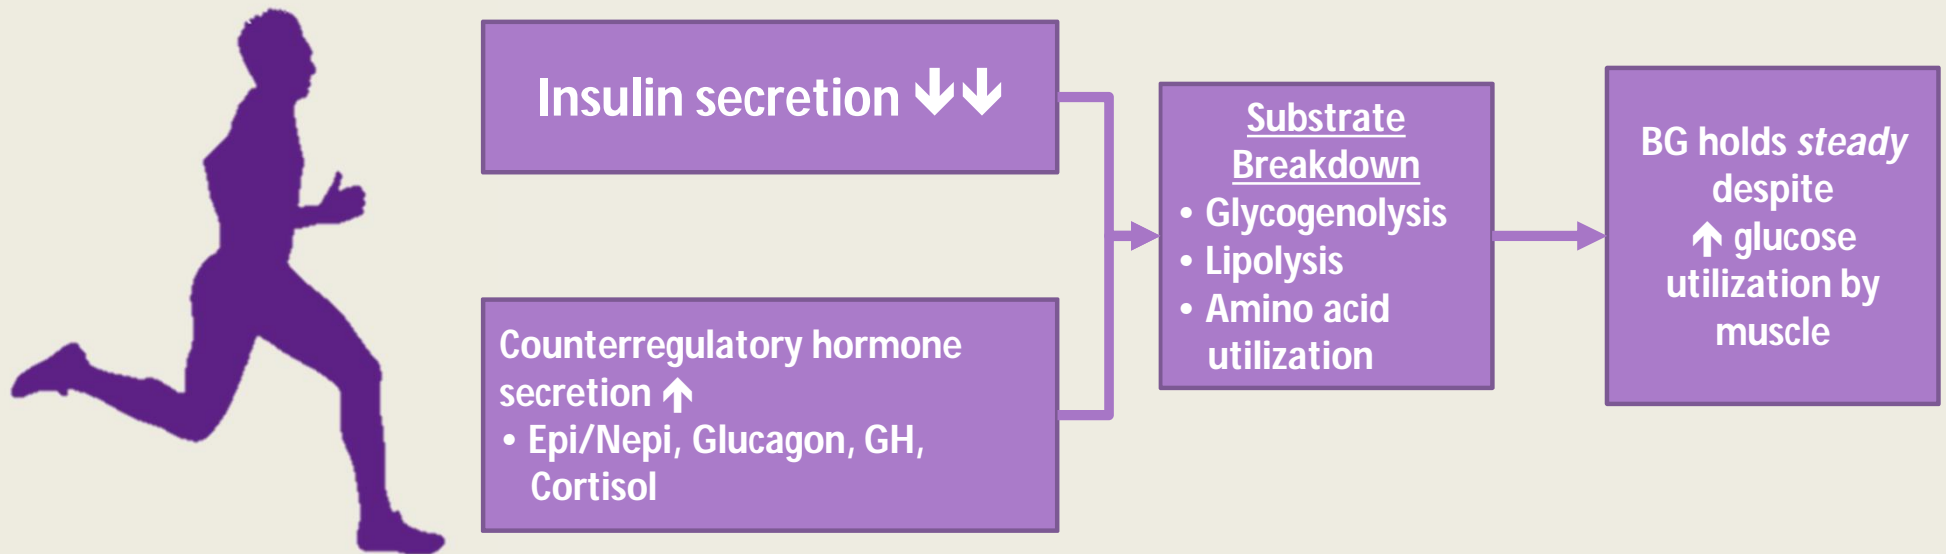 Insulin secretion ↓↓
Counterregulatory hormone
secretion ↑
• Epi/Nepi, Glucagon, GH,
Cortisol
Substrate
Breakdown
• Glycogenolysis
• Lipolysis
• Amino acid
utilization
BG holds steady
despite
↑ glucose
utilization by
muscle